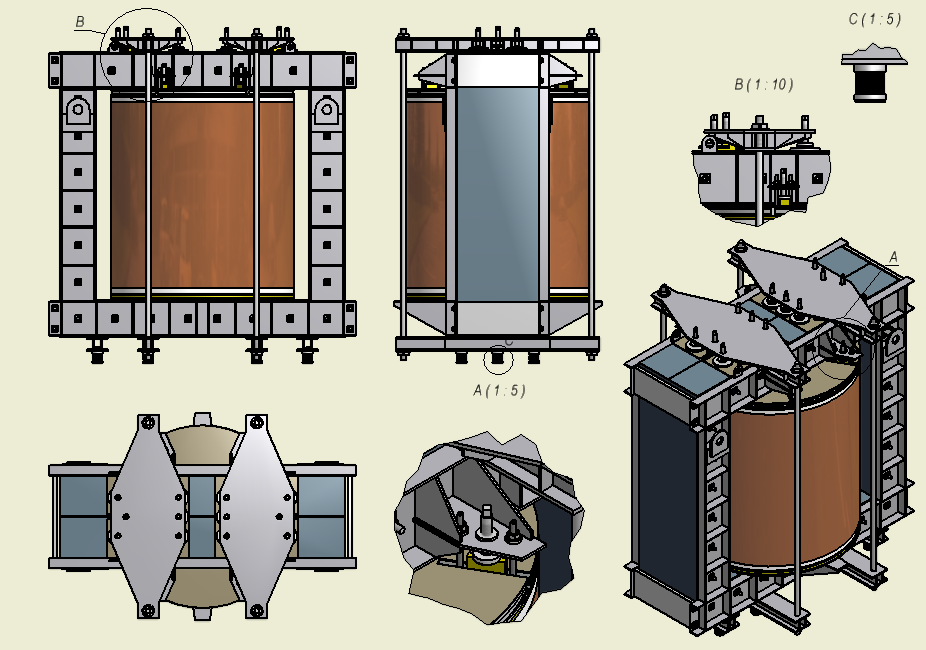 B
C ( 1 : 5 )
B ( 1 : 10 )
A
C
A ( 1 : 5 )